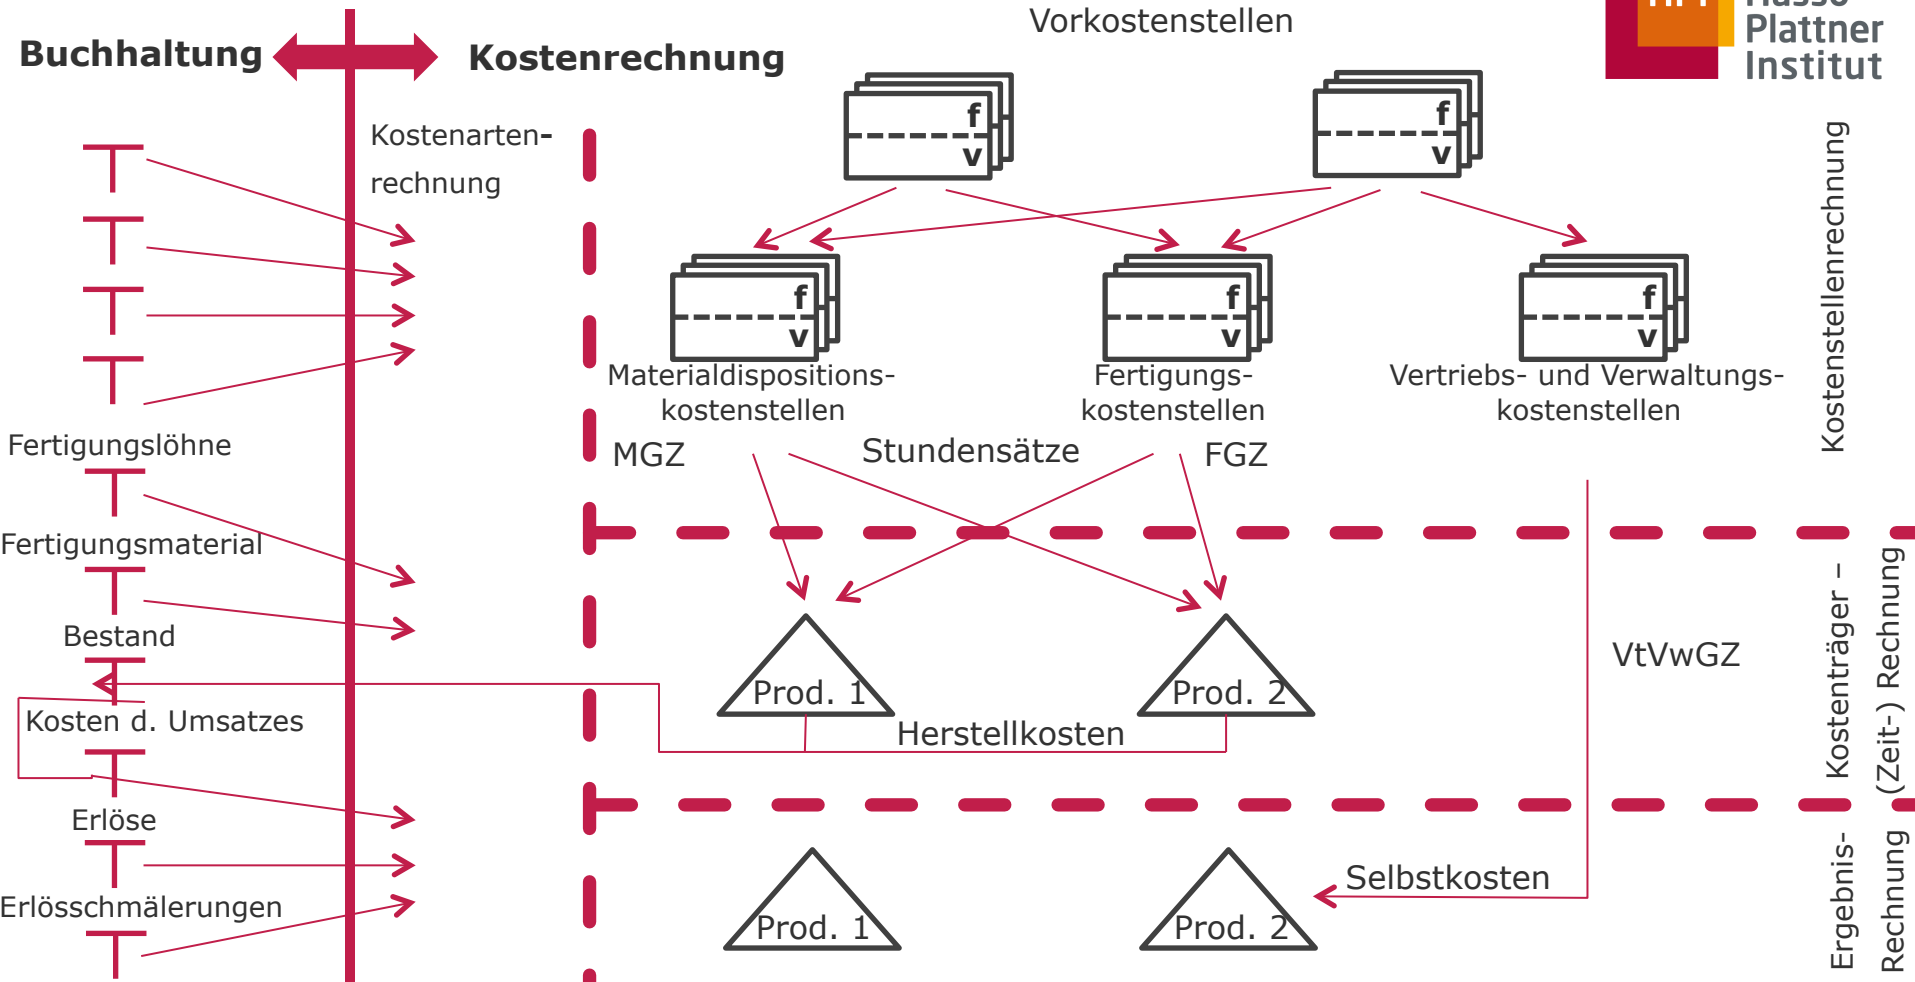 Vorkostenstellen
HPI
Hasso
Plattner
Institut
Buchhaltung
Kostenrechnung
Kostenarten-
rechnung
f
v
f
v
f
v
f
v
f
v
Materialdispositions-
kostenstellen
Fertigungs-
kostenstellen
Vertriebs- und Verwaltungs-
kostenstellen
Kostenstellenrechnung
MGZ
Stundensätze
FGZ
Fertigungslöhne
Fertigungsmaterial
Bestand
Kosten d. Umsatzes
Erlöse
Erlösschmälerungen
Prod. 1
Prod. 2
Herstellkosten
VtVwGZ
Kostenträger –
(Zeit-) Rechnung
Prod. 1
Prod. 2
Selbstkosten
Ergebnis-
Rechnung